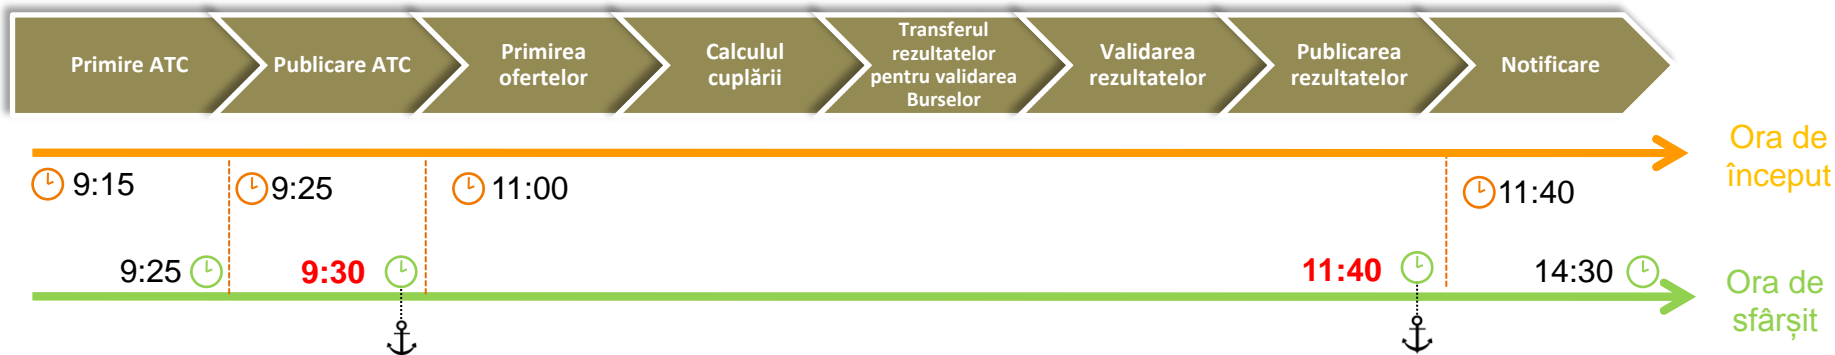 Primire ATC
Publicare ATC
Primirea
ofertelor
Calculul
cuplării
Transferul
rezultatelor
pentru validarea
Burselor
Validarea
rezultatelor
Publicarea
rezultatelor
Notificare
Ora de
început
9:15
9:25
11:00
11:40
9:25
9:30
11:40
14:30
Ora de
sfârșit